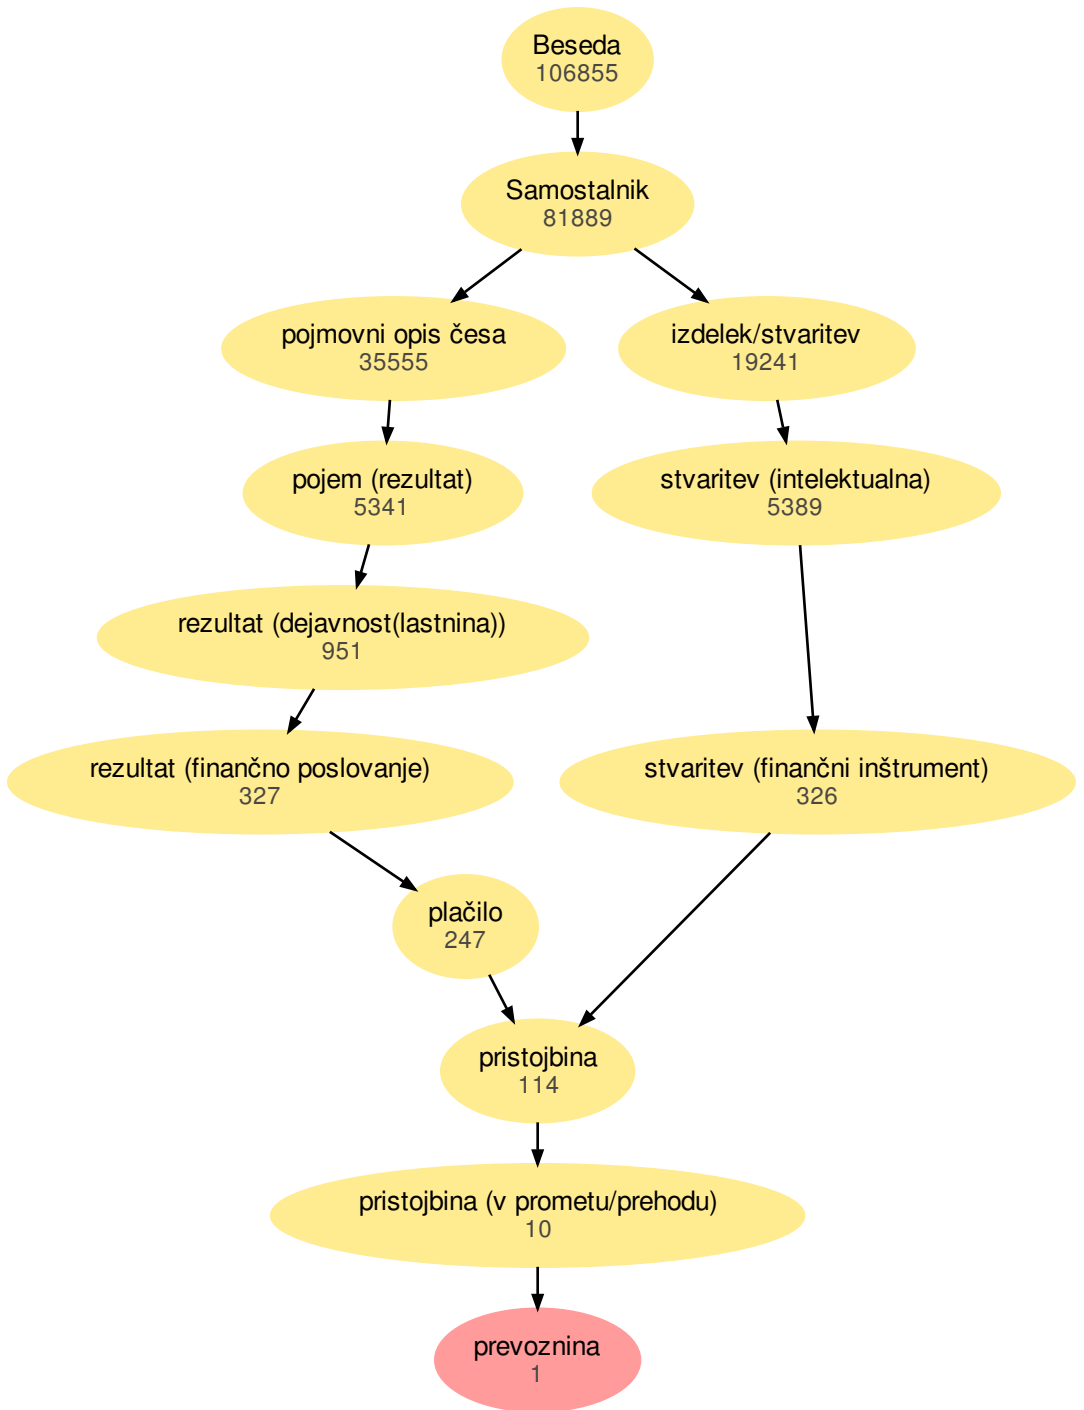 Beseda
106855
Samostalnik
81889
pojmovni opis česa
35555
izdelek/stvaritev
19241
pojem (rezultat)
5341
stvaritev (intelektualna)
5389
rezultat (dejavnost(lastnina))
951
rezultat (finančno poslovanje)
327
stvaritev (finančni inštrument)
326
plačilo
247
pristojbina
114
pristojbina (v prometu/prehodu)
10
prevoznina
1